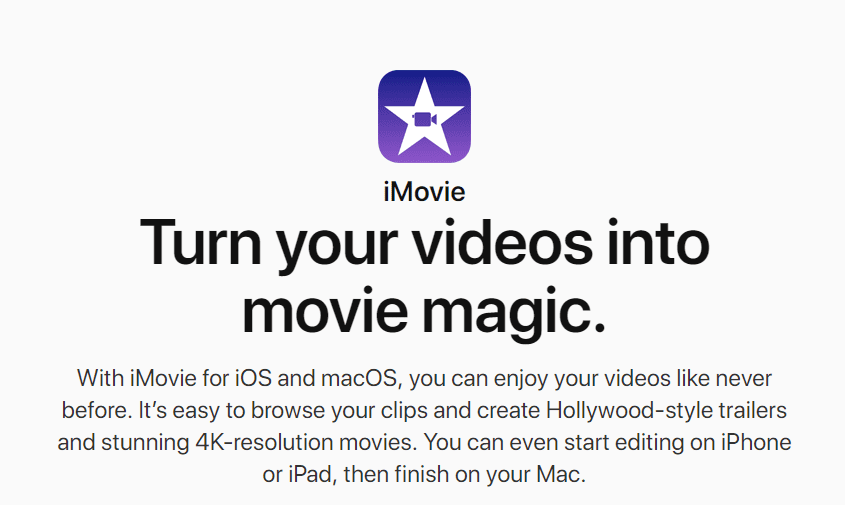 iMovie
Turn your videos into
movie magic.
With iMovie for iOS and macOS, you can enjoy your videos like never
before. It’s easy to browse your clips and create Hollywood-style trailers
and stunning 4K-resolution movies. You can even start editing on iPhone
or iPad, then finish on your Mac.